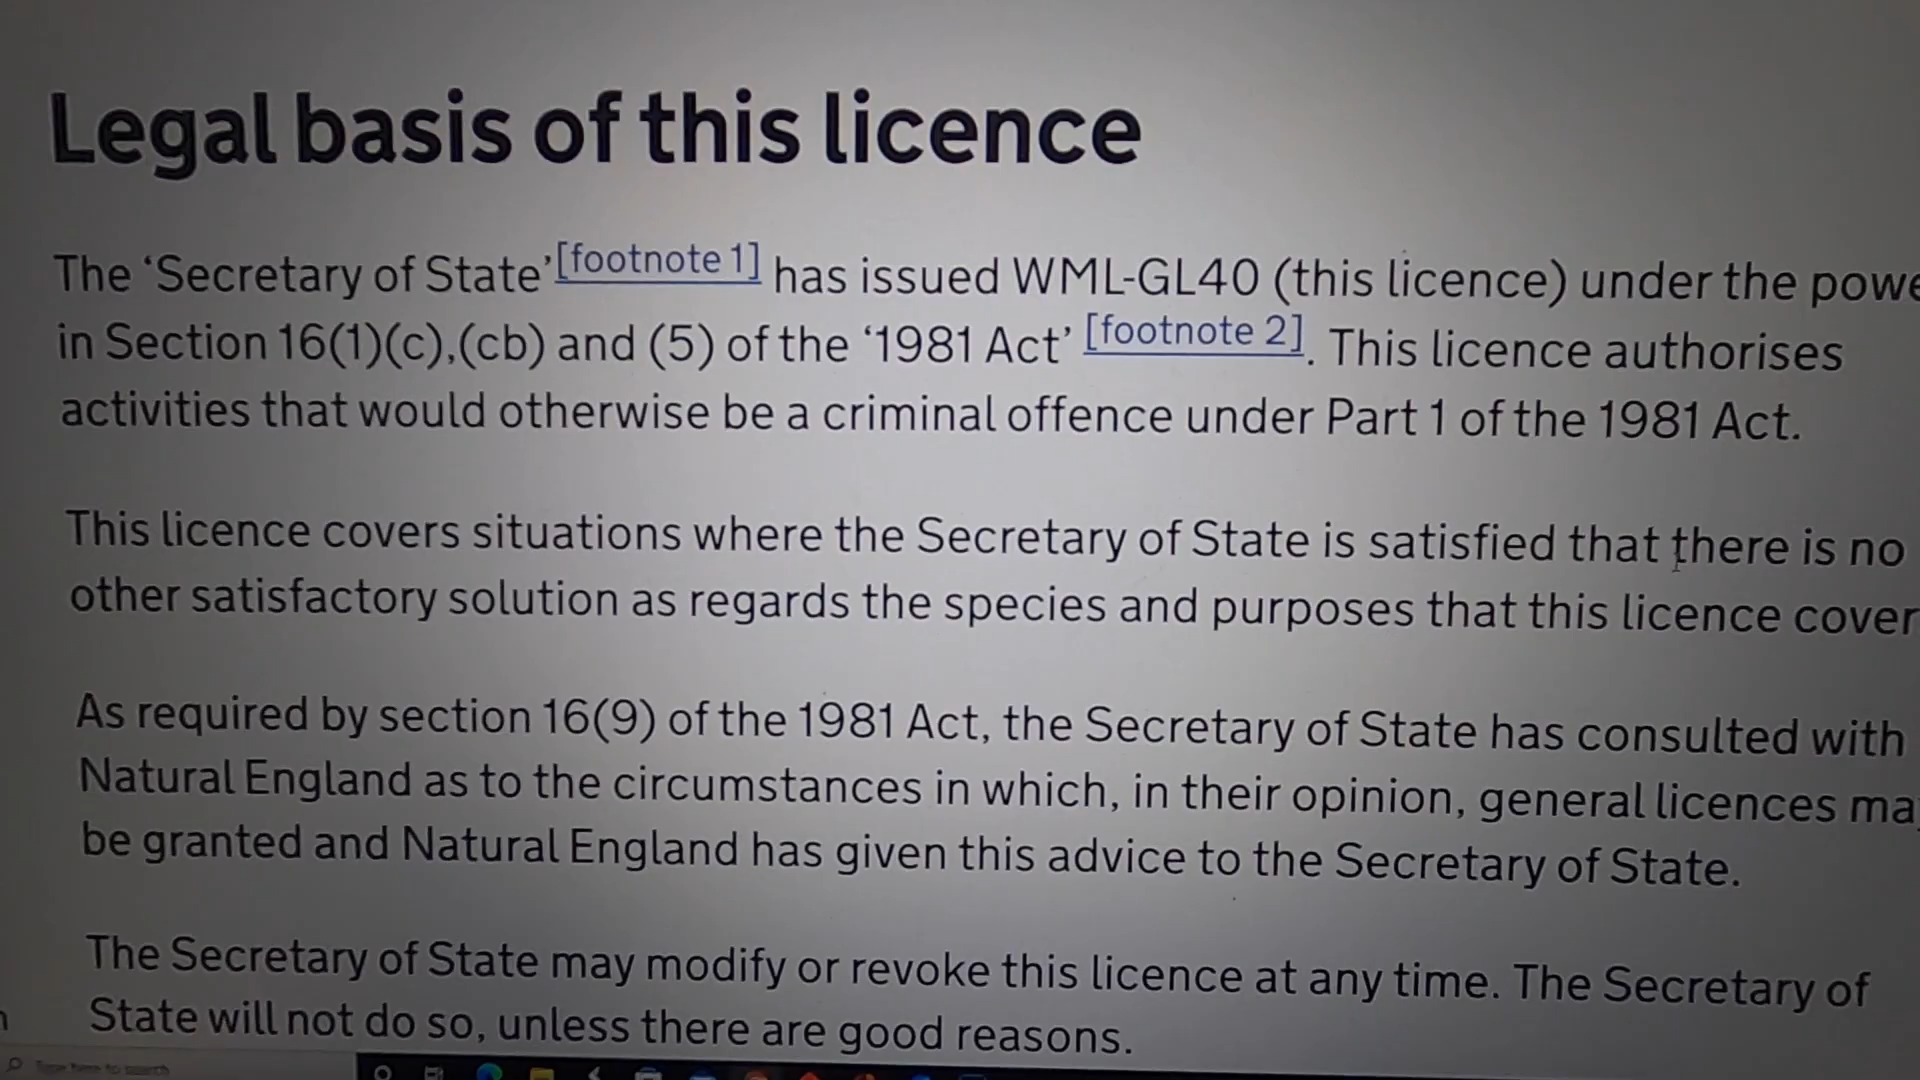 Legal basis of this licence
The ‘Secretary of State’[footnote 1] has issued WML-GL40 (this licence) under the powe
in Section 16(1)(c),(cb) and (5) of the ‘1981 Act’ [footnote 2]. This licence authorises
activities that would otherwise be a criminal offence under Part 1 of the 1981 Act.
This licence covers situations where the Secretary of State is satisfied that there is no
other satisfactory solution as regards the species and purposes that this licence cover
As required by section 16(9) of the 1981 Act, the Secretary of State has consulted with
Natural England as to the circumstances in which, in their opinion, general licences ma
be granted and Natural England has given this advice to the Secretary of State.
The Secretary of State may modify or revoke this licence at any time. The Secretary of
State will not do so, unless there are good reasons.
Type here to search